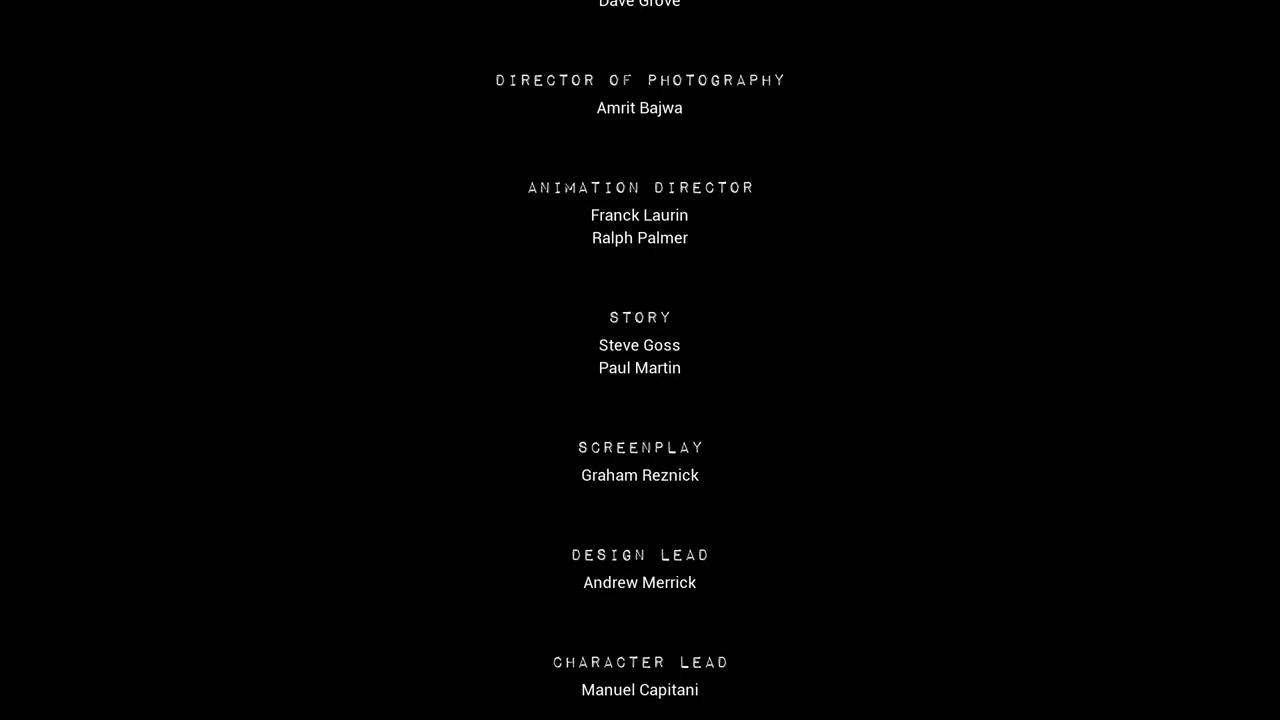 Dave Grove
DIRECTOR OF PHOTOGRAPHY
Amrit Bajwa
ANIMATION DIRECTOR
Franck Laurin
Ralph Palmer
STORY
Steve Goss
Paul Martin
SCREENPLAY
Graham Reznick
DESIGN LEAD
Andrew Merrick
CHARACTER LEAD
Manuel Capitani